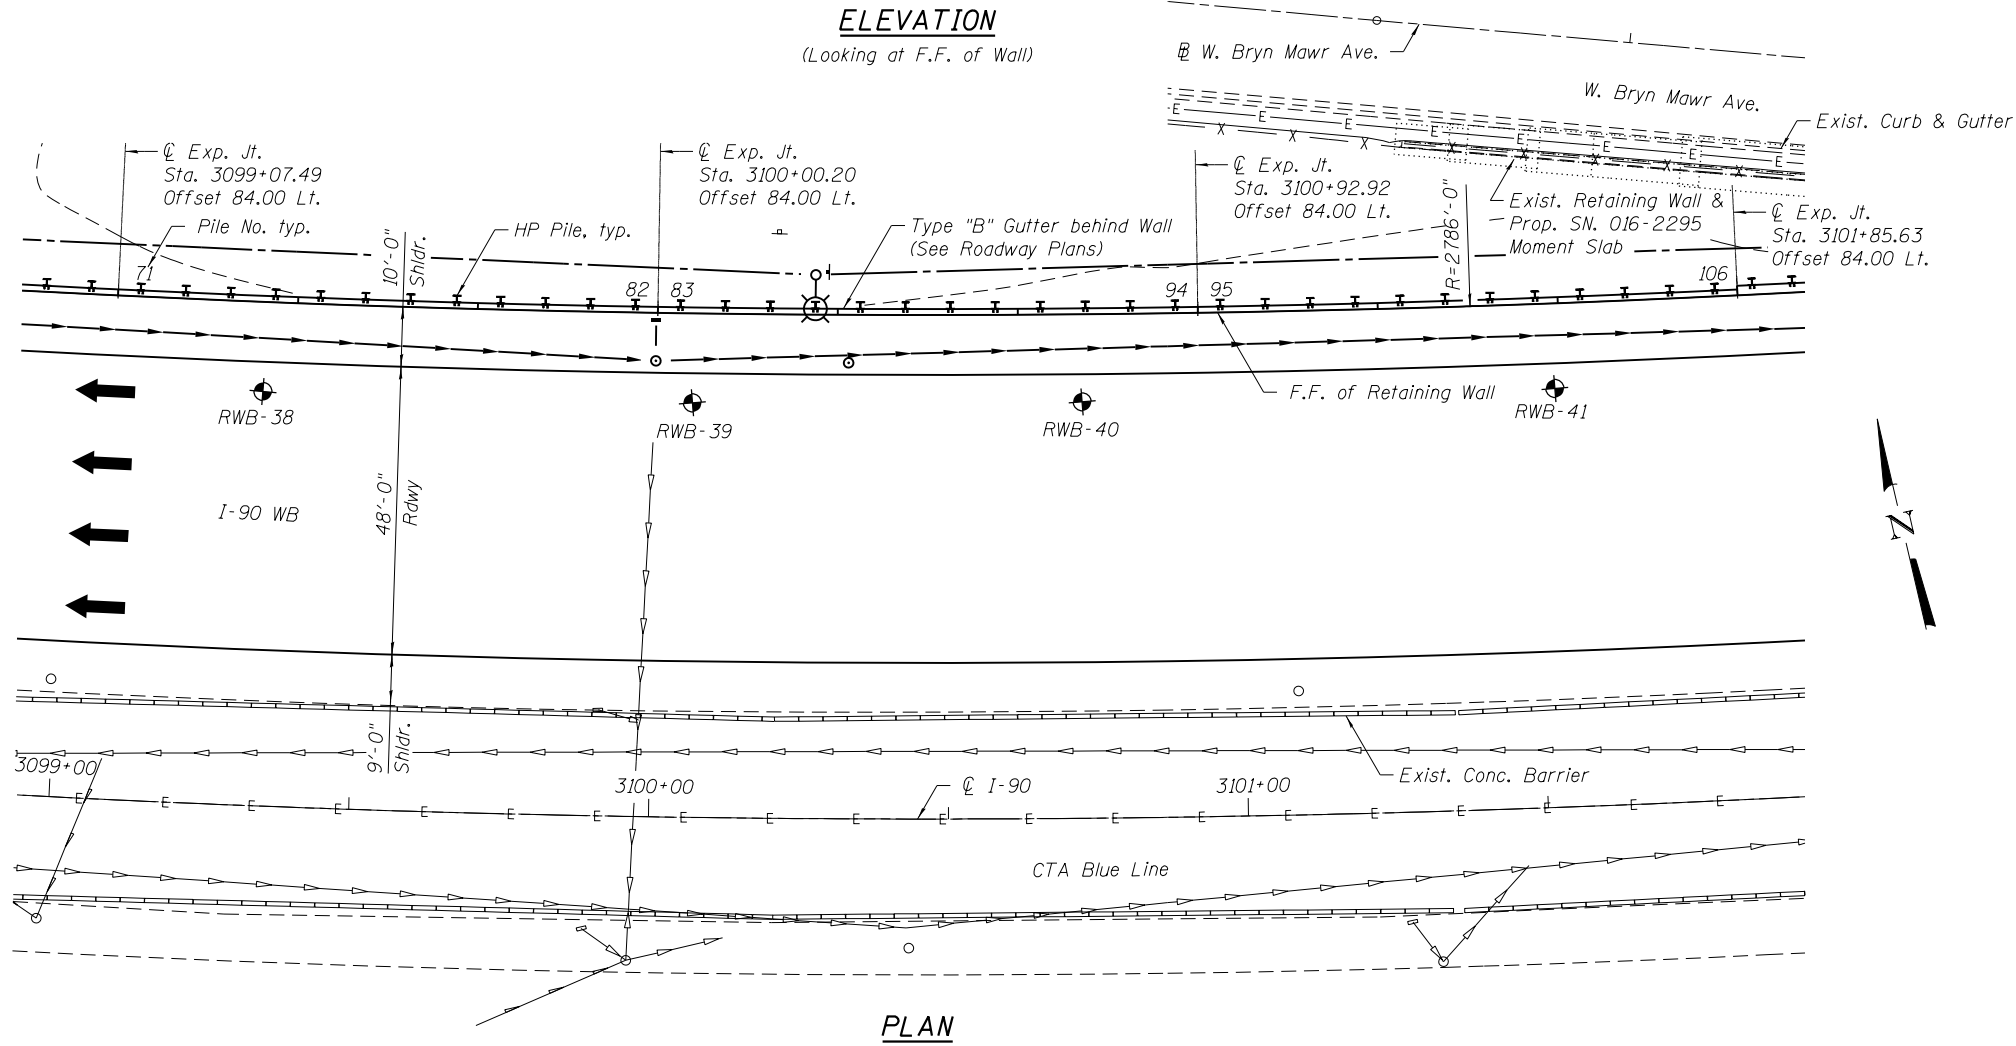 ELEVATION
(Looking at F.F. of Wall)
℄ W. Bryn Mawr Ave.
W. Bryn Mawr Ave.
Exist. Curb & Gutter
℄ Exp. Jt.
Sta. 3099+07.49
Offset 84.00 Lt.
Pile No. typ.
℄ Exp. Jt.
Sta. 3100+00.20
Offset 84.00 Lt.
HP Pile, typ.
Type "B" Gutter behind Wall
(See Roadway Plans)
℄ Exp. Jt.
Sta. 3100+92.92
Offset 84.00 Lt.
R=2786'-0"
Exist. Retaining Wall &
Prop. SN. 016-2295
Moment Slab
℄ Exp. Jt.
Sta. 3101+85.63
Offset 84.00 Lt.
10'-0"
Shldr.
71
82
83
94
95
106
F.F. of Retaining Wall
RWB-38
RWB-39
RWB-40
RWB-41
48'-0"
Rdwy
I-90 WB
N
9'-0"
Shldr.
3099+00
3100+00
℄ I-90
3101+00
Exist. Conc. Barrier
E E E E E E E E E E E E E E E E E E E E
E E E E E E E E
X X X X X X X X
CTA Blue Line
PLAN